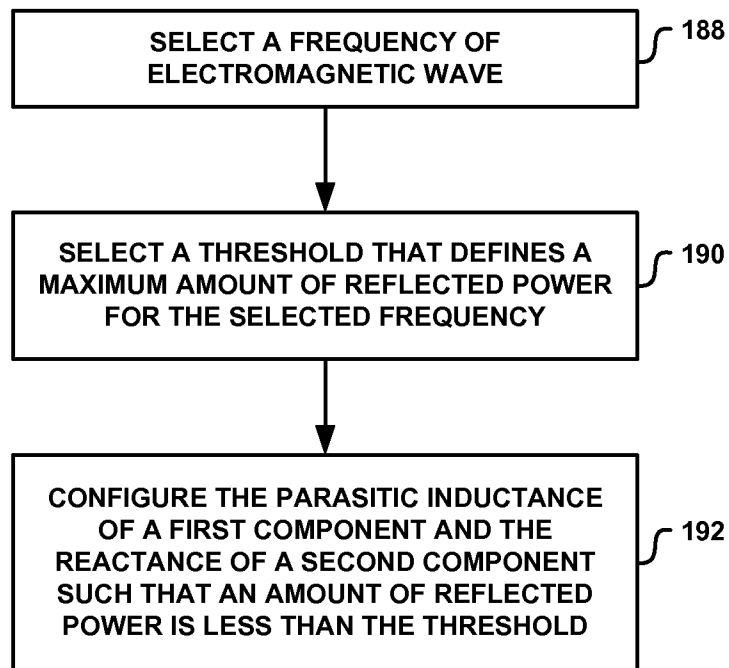 SELECT A FREQUENCY OF
ELECTROMAGNETIC WAVE
188
SELECT A THRESHOLD THAT DEFINES A
MAXIMUM AMOUNT OF REFLECTED POWER
FOR THE SELECTED FREQUENCY
190
CONFIGURE THE PARASITIC INDUCTANCE
OF A FIRST COMPONENT AND THE
REACTANCE OF A SECOND COMPONENT
SUCH THAT AN AMOUNT OF REFLECTED
POWER IS LESS THAN THE THRESHOLD
192